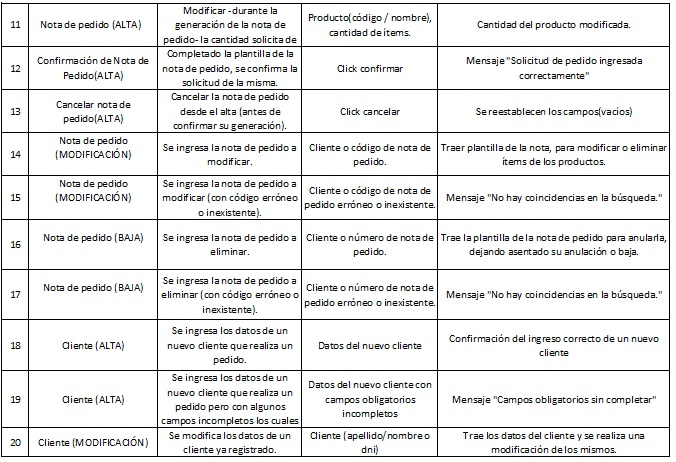 11
Nota de pedido (ALTA)
Modificar -durante la
generación de la nota de
pedido- la cantidad solicita de
Producto(código / nombre),
cantidad de ítems.
Cantidad del producto modificada.
12
Confirmación de Nota de
Pedido(ALTA)
Completado la plantilla de la
nota de pedido, se confirma la
solicitud de la misma.
Click confirmar
Mensaje "Solicitud de pedido ingresada
correctamente"
13
Cancelar nota de
pedido(ALTA)
Cancelar la nota de pedido
desde el alta (antes de
confirmar su generación).
Click cancelar
Se reestablecen los campos(vacíos)
14
Nota de pedido
(MODIFICACIÓN)
Se ingresa la nota de pedido a
modificar.
Cliente o código de nota de
pedido.
Traer plantilla de la nota, para modificar o eliminar
ítems de los productos.
15
Nota de pedido
(MODIFICACIÓN)
Se ingresa la nota de pedido a
modificar (con código erróneo
o inexistente).
Cliente o código de nota de
pedido erróneo o inexistente.
Mensaje "No hay coincidencias en la búsqueda."
16
Nota de pedido (BAJA)
Se ingresa la nota de pedido a
eliminar.
Cliente o número de nota de
pedido.
Trae la plantilla de la nota de pedido para anularla,
dejando asentado su anulación o baja.
17
Nota de pedido (BAJA)
Se ingresa la nota de pedido a
eliminar (con código erróneo o
inexistente).
Cliente o número de nota de
pedido erróneo o inexistente.
Mensaje "No hay coincidencias en la búsqueda."
18
Cliente (ALTA)
Se ingresa los datos de un
nuevo cliente que realiza un
pedido.
Datos del nuevo cliente
Confirmación del ingreso correcto de un nuevo
cliente
19
Cliente (ALTA)
Se ingresa los datos de un
nuevo cliente que realiza un
pedido pero con algunos
campos incompletos los cuales
Datos del nuevo cliente con
campos obligatorios
incompletos
Mensaje "Campos obligatorios sin completar"
20
Cliente (MODIFICACIÓN)
Se modifica los datos de un
cliente ya registrado.
Cliente (apellido/nombre o
dni)
Trae los datos del cliente y se realiza una
modificación de los mismos.